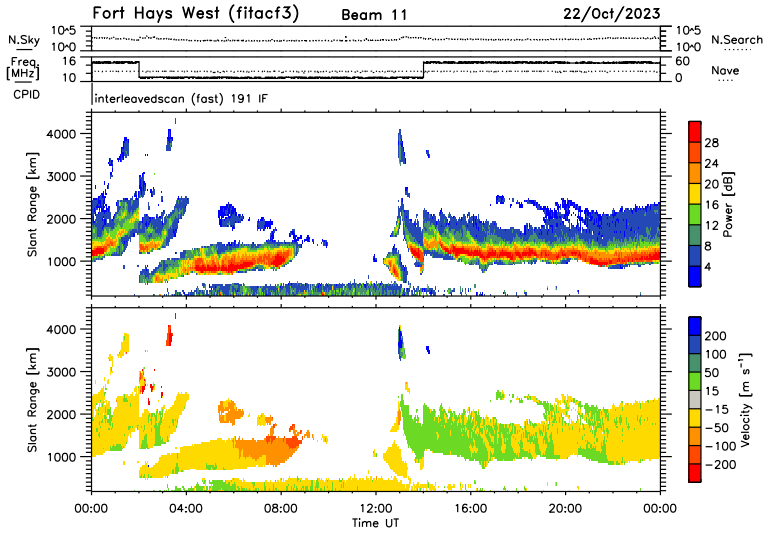 Fort Hays West (fitacf3) Beam 11 22/Oct/2023
N.Sky 10^5 10^0 10^5 10^0 N.Search
Freq. [MHz] 16 10 60 0 Nave
CPID interleavedscan (fast) 191 IF
Slant Range [km] 4000 3000 2000 1000
28 24 20 16 12 8 4 Power [dB]
Slant Range [km] 4000 3000 2000 1000
200 100 50 15 -15 -50 -100 -200 Velocity [m s⁻¹]
00:00 04:00 08:00 12:00 16:00 20:00 00:00
Time UT